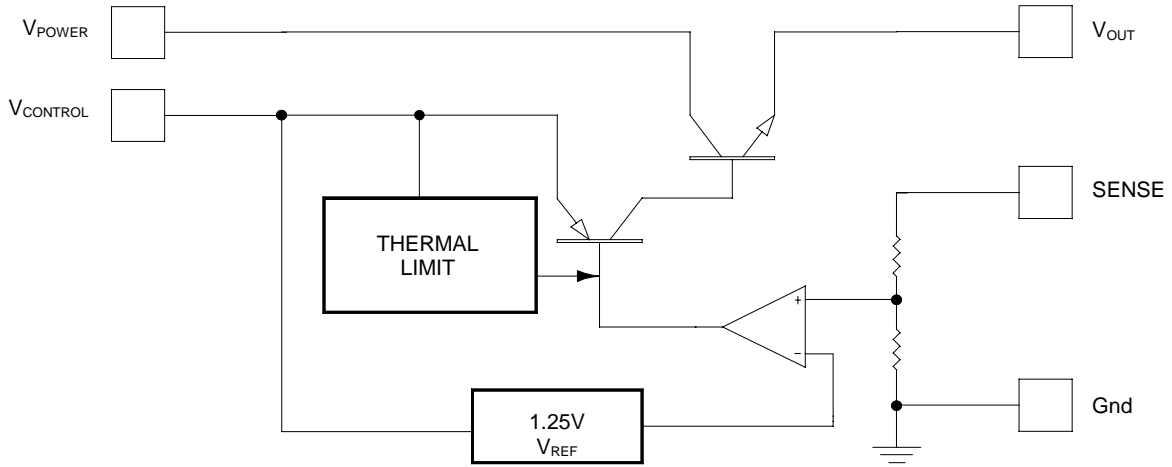 VPOWER
VOUT
VCONTROL
SENSE
THERMAL
LIMIT
+
−
Gnd
1.25V
VREF